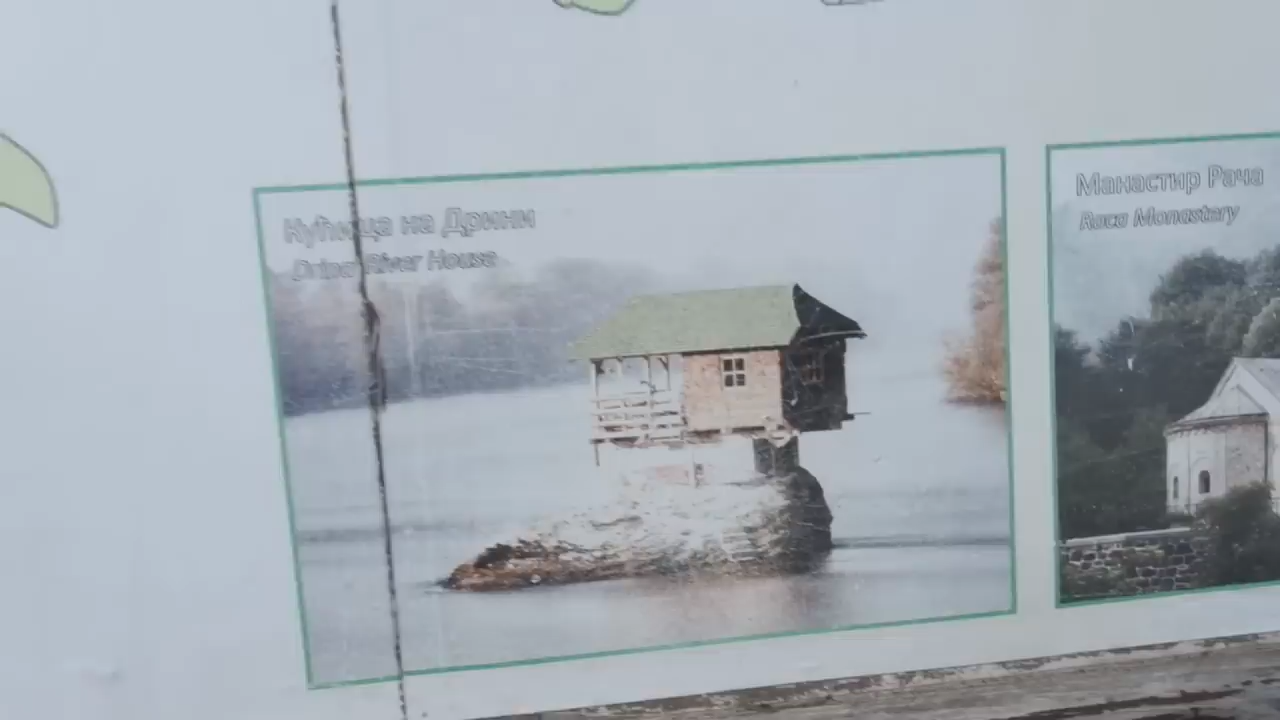 Кућица на Дрини
Drina River House
Манастир Рача
Raca Monastery